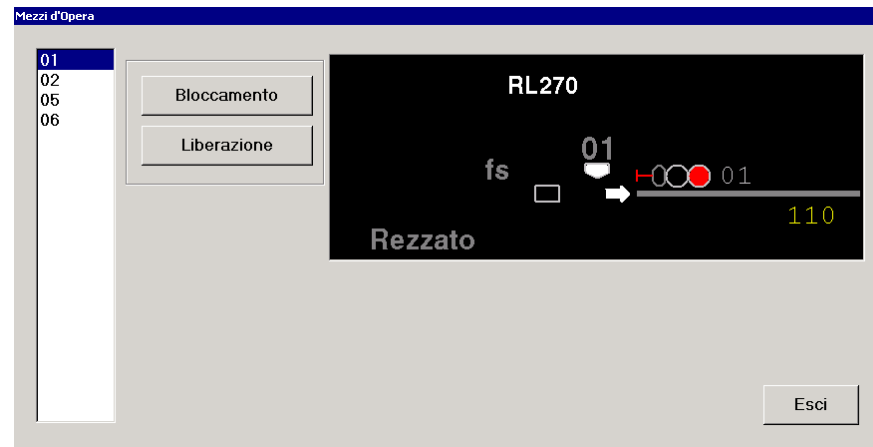 Mezzi d'Opera
01
02
05
06
Bloccamento
Liberazione
RL270
01
fs
01
110
Rezzato
Esci